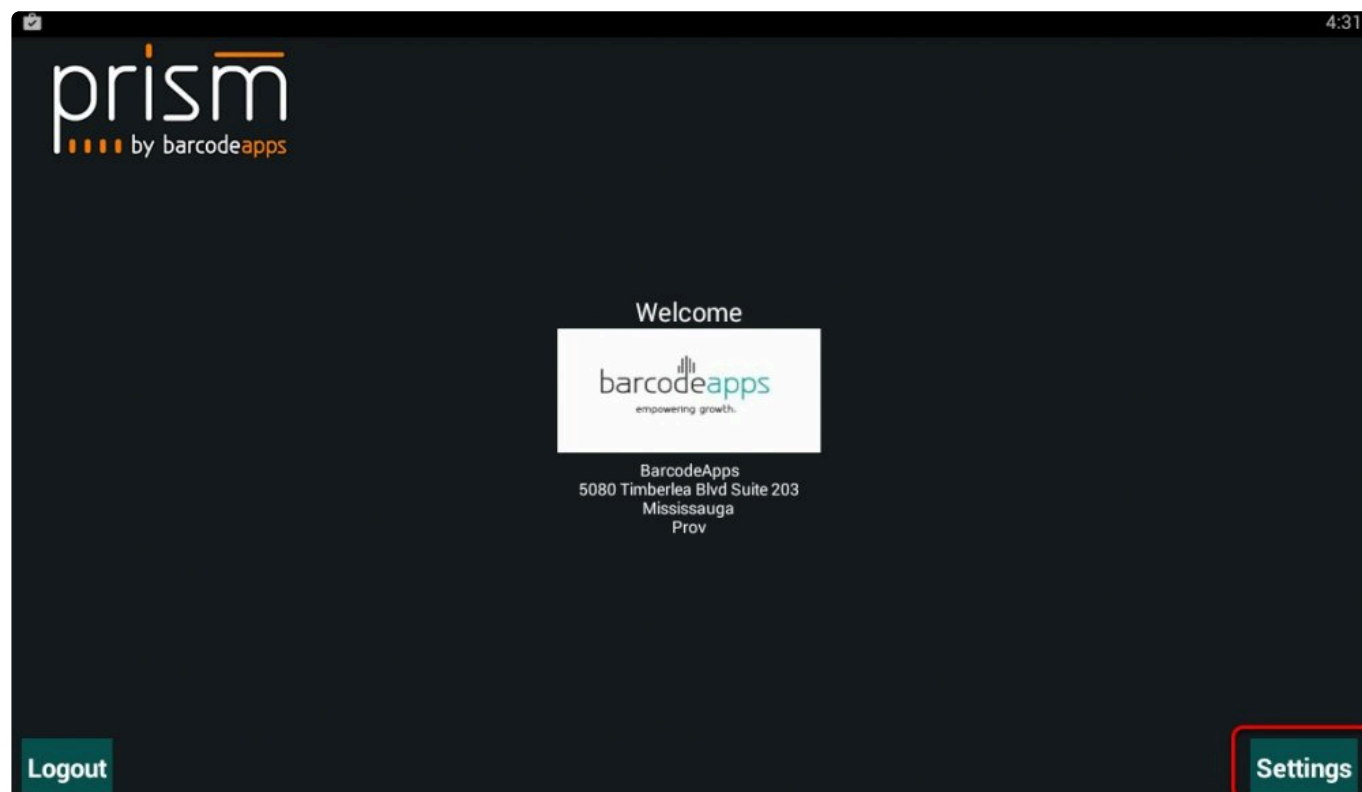 4:31
prism
by barcodeapps
Welcome
barcodeapps
empowering growth.
BarcodeApps
5080 Timberlea Blvd Suite 203
Mississauga
Prov
Logout
Settings